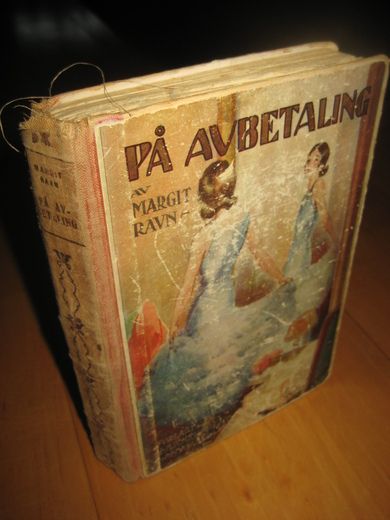 PÅ AVBETALING
AV
MARGIT
RAVN
MARGIT
RAVN
PÅ AV
BETALING